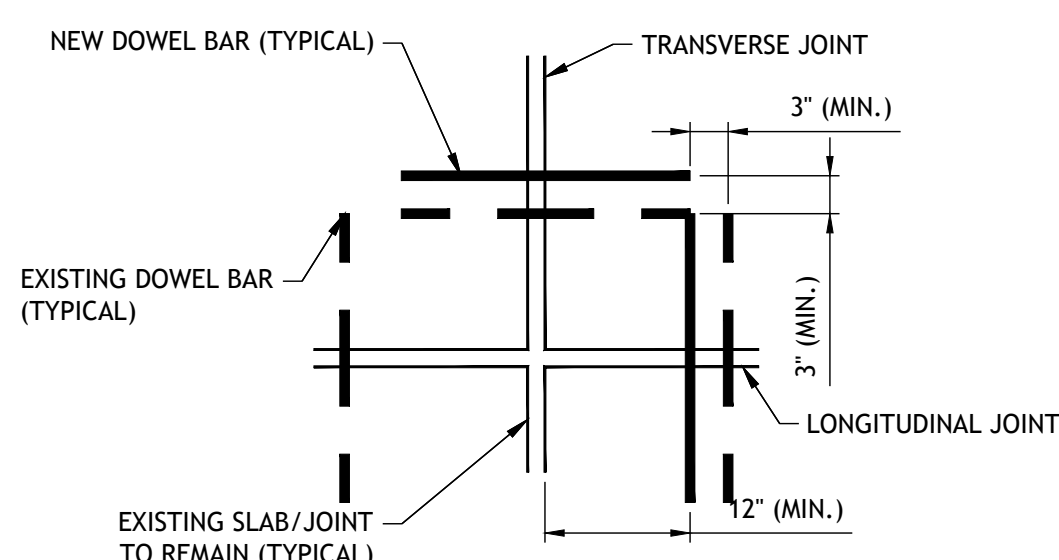 NEW DOWEL BAR (TYPICAL)
TRANSVERSE JOINT
3" (MIN.)
EXISTING DOWEL BAR
(TYPICAL)
3" (MIN.)
LONGITUDINAL JOINT
12" (MIN.)
EXISTING SLAB/JOINT
TO REMAIN (TYPICAL)